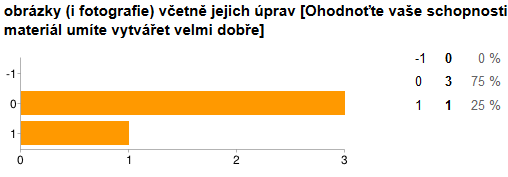 obrázky (i fotografie) včetně jejich úprav [Ohodnoťte vaše schopnosti
materiál umíte vytvářet velmi dobře]
-1 0 0 %
0 3 75 %
1 1 25 %
-1
0
1
0 1 2 3